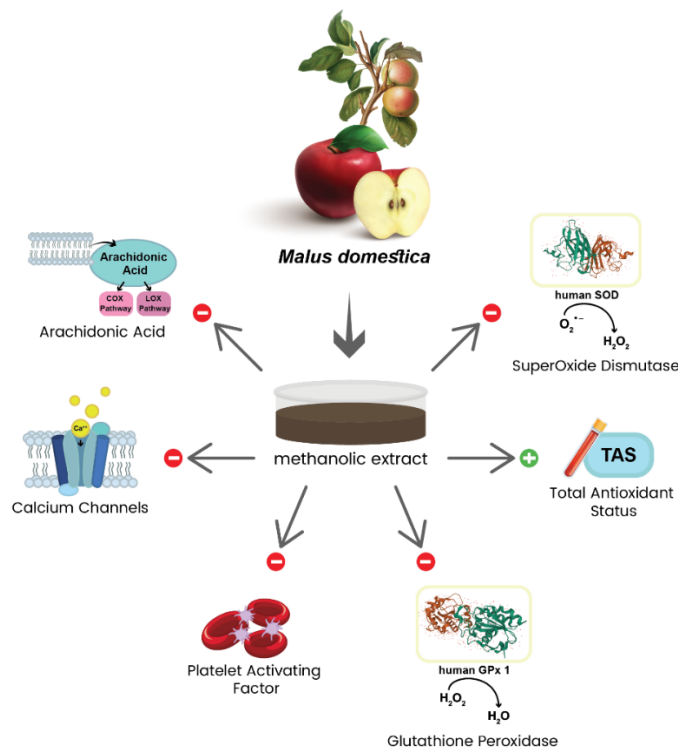 Malus domestica
Arachidonic
Acid
COX
Pathway
LOX
Pathway
Arachidonic Acid
human SOD
O₂•−
H₂O₂
SuperOxide Dismutase
Ca⁺⁺
Calcium Channels
methanolic extract
TAS
Total Antioxidant
Status
Platelet Activating
Factor
human GPx 1
H₂O₂
H₂O
Glutathione Peroxidase